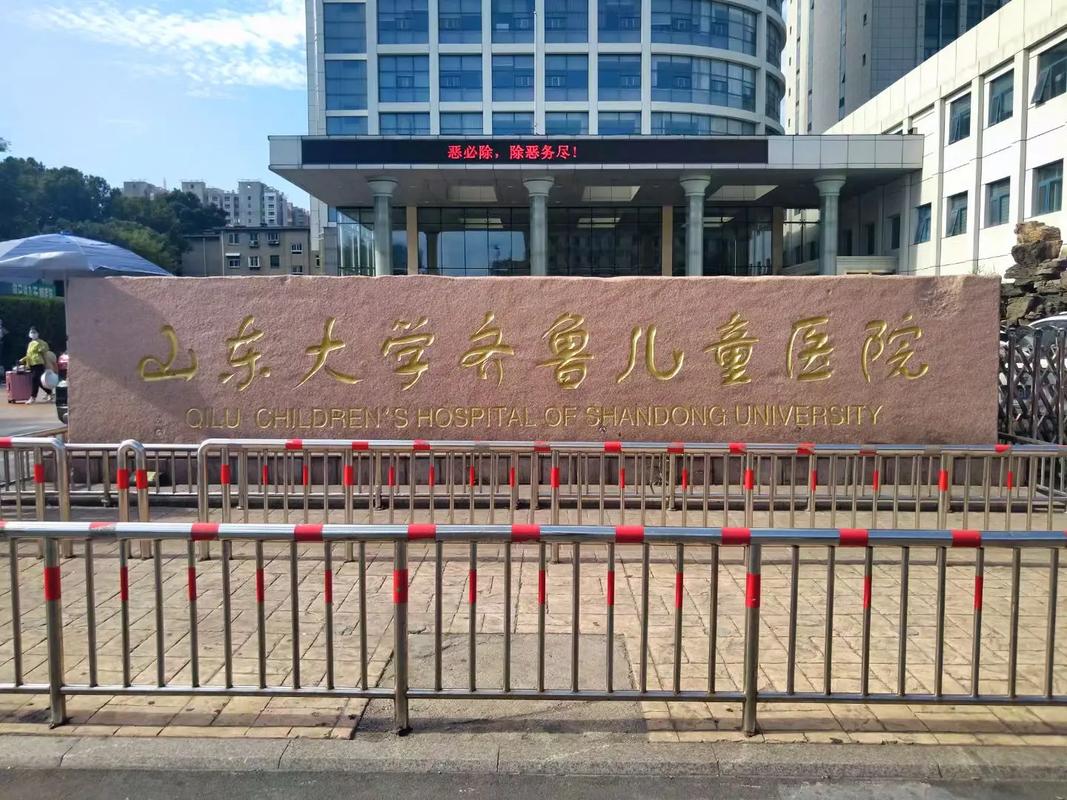 恶必除，除恶务尽!
山东大学齐鲁儿童医院
QILU CHILDREN'S HOSPITAL OF SHANDONG UNIVERSITY